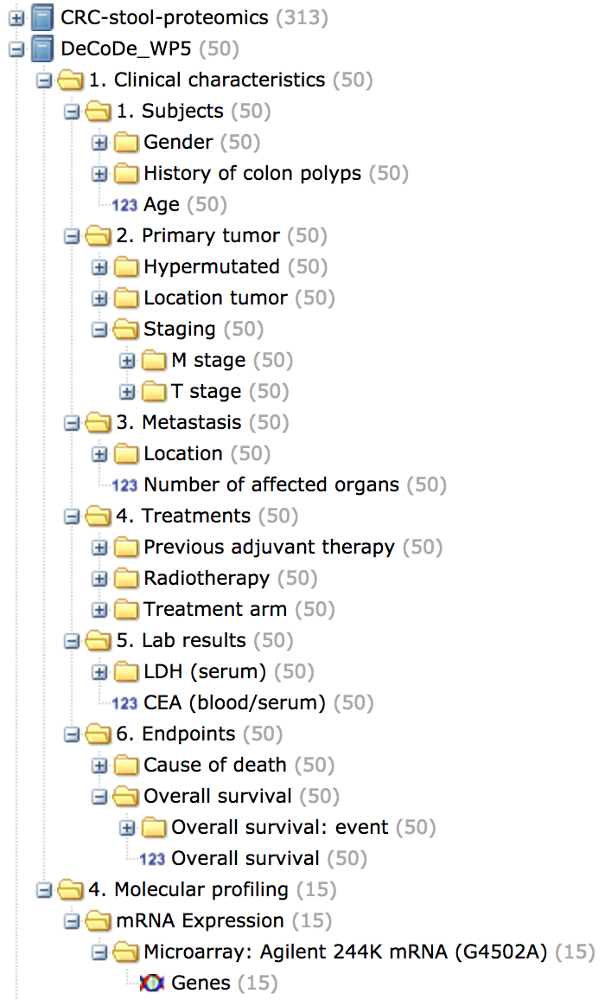 CRC-stool-proteomics (313)
DeCoDe_WP5 (50)
1. Clinical characteristics (50)
1. Subjects (50)
Gender (50)
History of colon polyps (50)
123 Age (50)
2. Primary tumor (50)
Hypermutated (50)
Location tumor (50)
Staging (50)
M stage (50)
T stage (50)
3. Metastasis (50)
Location (50)
123 Number of affected organs (50)
4. Treatments (50)
Previous adjuvant therapy (50)
Radiotherapy (50)
Treatment arm (50)
5. Lab results (50)
LDH (serum) (50)
123 CEA (blood/serum) (50)
6. Endpoints (50)
Cause of death (50)
Overall survival (50)
Overall survival: event (50)
123 Overall survival (50)
4. Molecular profiling (15)
mRNA Expression (15)
Microarray: Agilent 244K mRNA (G4502A) (15)
Genes (15)